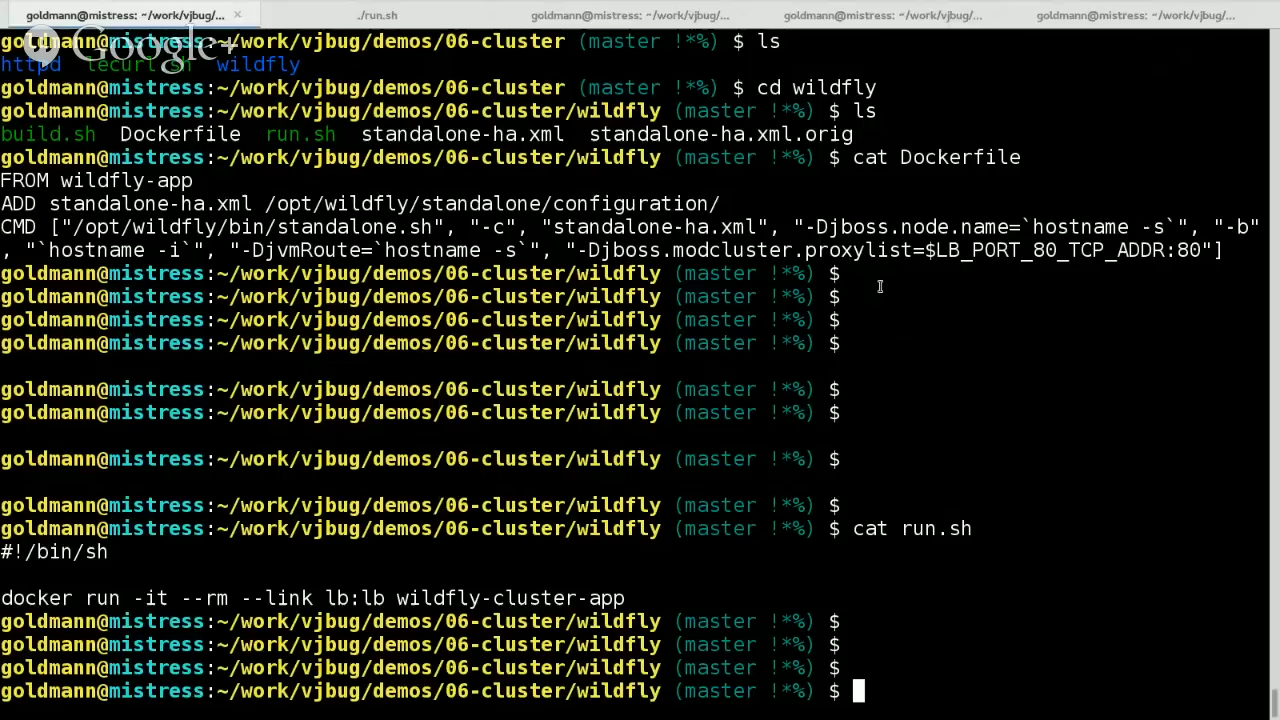 goldmann@mistress: ~/work/vjbug/... × ./run.sh goldmann@mistress: ~/work/vjbug/... goldmann@mistress: ~/work/vjbug/... goldmann@mistress: ~/work/vjbug/...
Google+
goldmann@mistress:~/work/vjbug/demos/06-cluster (master !*%) $ ls
httpd lecurl.sh wildfly
goldmann@mistress:~/work/vjbug/demos/06-cluster (master !*%) $ cd wildfly
goldmann@mistress:~/work/vjbug/demos/06-cluster/wildfly (master !*%) $ ls
build.sh Dockerfile run.sh standalone-ha.xml standalone-ha.xml.orig
goldmann@mistress:~/work/vjbug/demos/06-cluster/wildfly (master !*%) $ cat Dockerfile
FROM wildfly-app
ADD standalone-ha.xml /opt/wildfly/standalone/configuration/
CMD ["/opt/wildfly/bin/standalone.sh", "-c", "standalone-ha.xml", "-Djboss.node.name=`hostname -s`", "-b"
, "`hostname -i`", "-DjvmRoute=`hostname -s`", "-Djboss.modcluster.proxylist=$LB_PORT_80_TCP_ADDR:80"]
goldmann@mistress:~/work/vjbug/demos/06-cluster/wildfly (master !*%) $
goldmann@mistress:~/work/vjbug/demos/06-cluster/wildfly (master !*%) $
goldmann@mistress:~/work/vjbug/demos/06-cluster/wildfly (master !*%) $
goldmann@mistress:~/work/vjbug/demos/06-cluster/wildfly (master !*%) $
goldmann@mistress:~/work/vjbug/demos/06-cluster/wildfly (master !*%) $
goldmann@mistress:~/work/vjbug/demos/06-cluster/wildfly (master !*%) $
goldmann@mistress:~/work/vjbug/demos/06-cluster/wildfly (master !*%) $
goldmann@mistress:~/work/vjbug/demos/06-cluster/wildfly (master !*%) $
goldmann@mistress:~/work/vjbug/demos/06-cluster/wildfly (master !*%) $ cat run.sh
#!/bin/sh
docker run -it --rm --link lb:lb wildfly-cluster-app
goldmann@mistress:~/work/vjbug/demos/06-cluster/wildfly (master !*%) $
goldmann@mistress:~/work/vjbug/demos/06-cluster/wildfly (master !*%) $
goldmann@mistress:~/work/vjbug/demos/06-cluster/wildfly (master !*%) $
goldmann@mistress:~/work/vjbug/demos/06-cluster/wildfly (master !*%) $